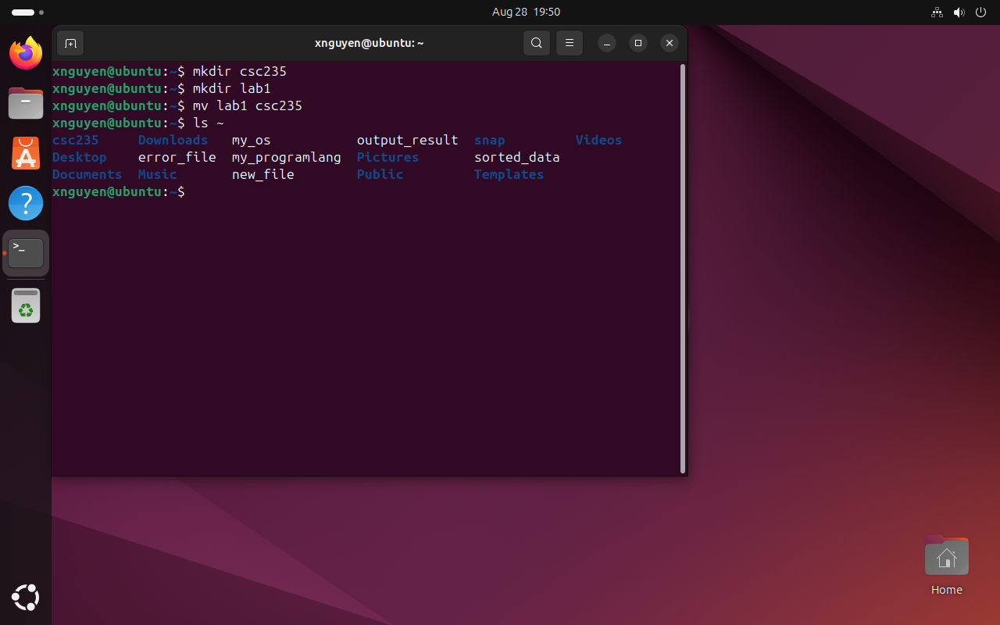 Aug 28  19:50
xnguyen@ubuntu: ~
xnguyen@ubuntu:~$ mkdir csc235
xnguyen@ubuntu:~$ mkdir lab1
xnguyen@ubuntu:~$ mv lab1 csc235
xnguyen@ubuntu:~$ ls ~
csc235     Downloads   my_os           output_result  snap         Videos
Desktop    error_file  my_programlang  Pictures       sorted_data
Documents  Music       new_file        Public         Templates
xnguyen@ubuntu:~$
>_
Home